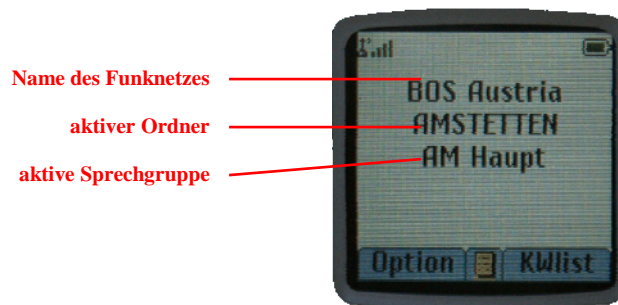 Name des Funknetzes
aktiver Ordner
aktive Sprechgruppe
BOS Austria
AMSTETTEN
AM Haupt
Option KWlist